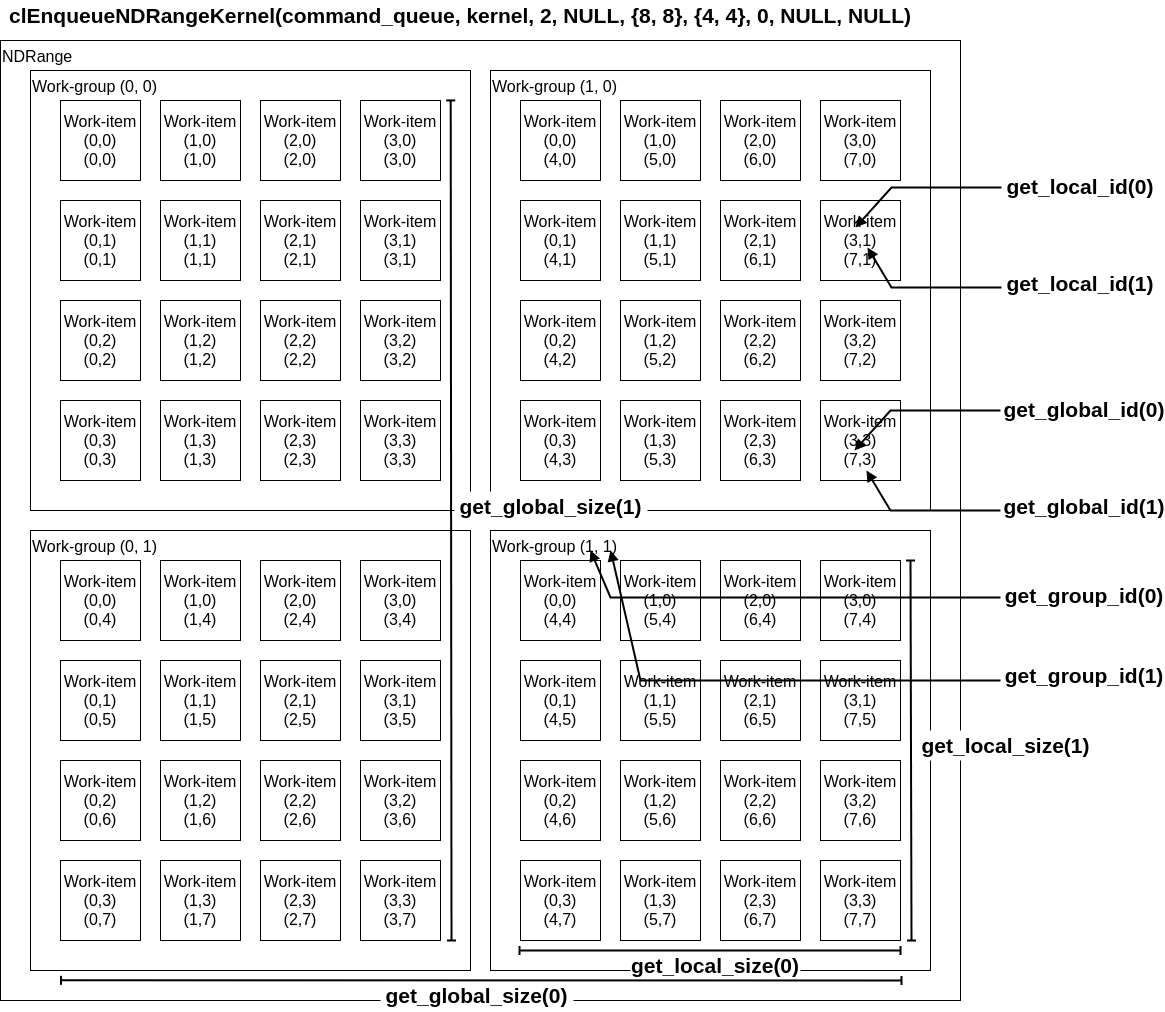 clEnqueueNDRangeKernel(command_queue, kernel, 2, NULL, {8, 8}, {4, 4}, 0, NULL, NULL)
NDRange
Work-group (0, 0)
Work-item Work-item Work-item Work-item
(0,0) (1,0) (2,0) (3,0)
(0,0) (1,0) (2,0) (3,0)
Work-item Work-item Work-item Work-item
(0,1) (1,1) (2,1) (3,1)
(0,1) (1,1) (2,1) (3,1)
Work-item Work-item Work-item Work-item
(0,2) (1,2) (2,2) (3,2)
(0,2) (1,2) (2,2) (3,2)
Work-item Work-item Work-item Work-item
(0,3) (1,3) (2,3) (3,3)
(0,3) (1,3) (2,3) (3,3)
Work-group (1, 0)
Work-item Work-item Work-item Work-item
(0,0) (1,0) (2,0) (3,0)
(4,0) (5,0) (6,0) (7,0)
Work-item Work-item Work-item Work-item
(0,1) (1,1) (2,1) (3,1)
(4,1) (5,1) (6,1) (7,1)
Work-item Work-item Work-item Work-item
(0,2) (1,2) (2,2) (3,2)
(4,2) (5,2) (6,2) (7,2)
Work-item Work-item Work-item Work-item
(0,3) (1,3) (2,3) (3,3)
(4,3) (5,3) (6,3) (7,3)
get_local_id(0)
get_local_id(1)
get_global_id(0)
get_global_id(1)
get_global_size(1)
Work-group (0, 1)
Work-item Work-item Work-item Work-item
(0,0) (1,0) (2,0) (3,0)
(0,4) (1,4) (2,4) (3,4)
Work-item Work-item Work-item Work-item
(0,1) (1,1) (2,1) (3,1)
(0,5) (1,5) (2,5) (3,5)
Work-item Work-item Work-item Work-item
(0,2) (1,2) (2,2) (3,2)
(0,6) (1,6) (2,6) (3,6)
Work-item Work-item Work-item Work-item
(0,3) (1,3) (2,3) (3,3)
(0,7) (1,7) (2,7) (3,7)
Work-group (1, 1)
Work-item Work-item Work-item Work-item
(0,0) (1,0) (2,0) (3,0)
(4,4) (5,4) (6,4) (7,4)
Work-item Work-item Work-item Work-item
(0,1) (1,1) (2,1) (3,1)
(4,5) (5,5) (6,5) (7,5)
Work-item Work-item Work-item Work-item
(0,2) (1,2) (2,2) (3,2)
(4,6) (5,6) (6,6) (7,6)
Work-item Work-item Work-item Work-item
(0,3) (1,3) (2,3) (3,3)
(4,7) (5,7) (6,7) (7,7)
get_group_id(0)
get_group_id(1)
get_local_size(1)
get_local_size(0)
get_global_size(0)